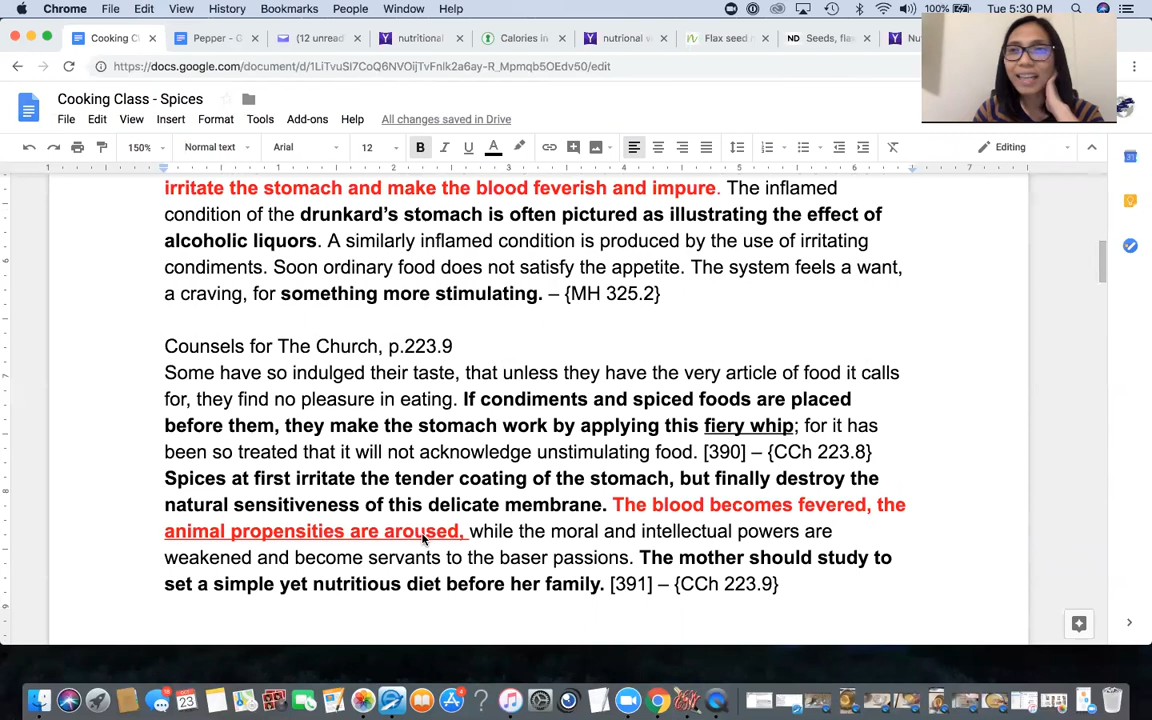 Chrome File Edit View History Bookmarks People Window Help 100% Tue 5:30 PM
Cooking C Pepper - G (12 unread nutritional Calories in nutrional Flax seed ND Seeds, fla
https://docs.google.com/document/d/1LiTvuSI7CoQ6NVOijTvFnlk2a6ay-R_Mpmqb5OEdv50/edit
Cooking Class - Spices
File Edit View Insert Format Tools Add-ons Help All changes saved in Drive
150% Normal text Arial 12 B I U A Editing
1 1 2 3 4 5 6 7
irritate the stomach and make the blood feverish and impure. The inflamed
condition of the drunkard’s stomach is often pictured as illustrating the effect of
alcoholic liquors. A similarly inflamed condition is produced by the use of irritating
condiments. Soon ordinary food does not satisfy the appetite. The system feels a want,
a craving, for something more stimulating. – {MH 325.2}
Counsels for The Church, p.223.9
Some have so indulged their taste, that unless they have the very article of food it calls
for, they find no pleasure in eating. If condiments and spiced foods are placed
before them, they make the stomach work by applying this fiery whip; for it has
been so treated that it will not acknowledge unstimulating food. [390] – {CCh 223.8}
Spices at first irritate the tender coating of the stomach, but finally destroy the
natural sensitiveness of this delicate membrane. The blood becomes fevered, the
animal propensities are aroused, while the moral and intellectual powers are
weakened and become servants to the baser passions. The mother should study to
set a simple yet nutritious diet before her family. [391] – {CCh 223.9}